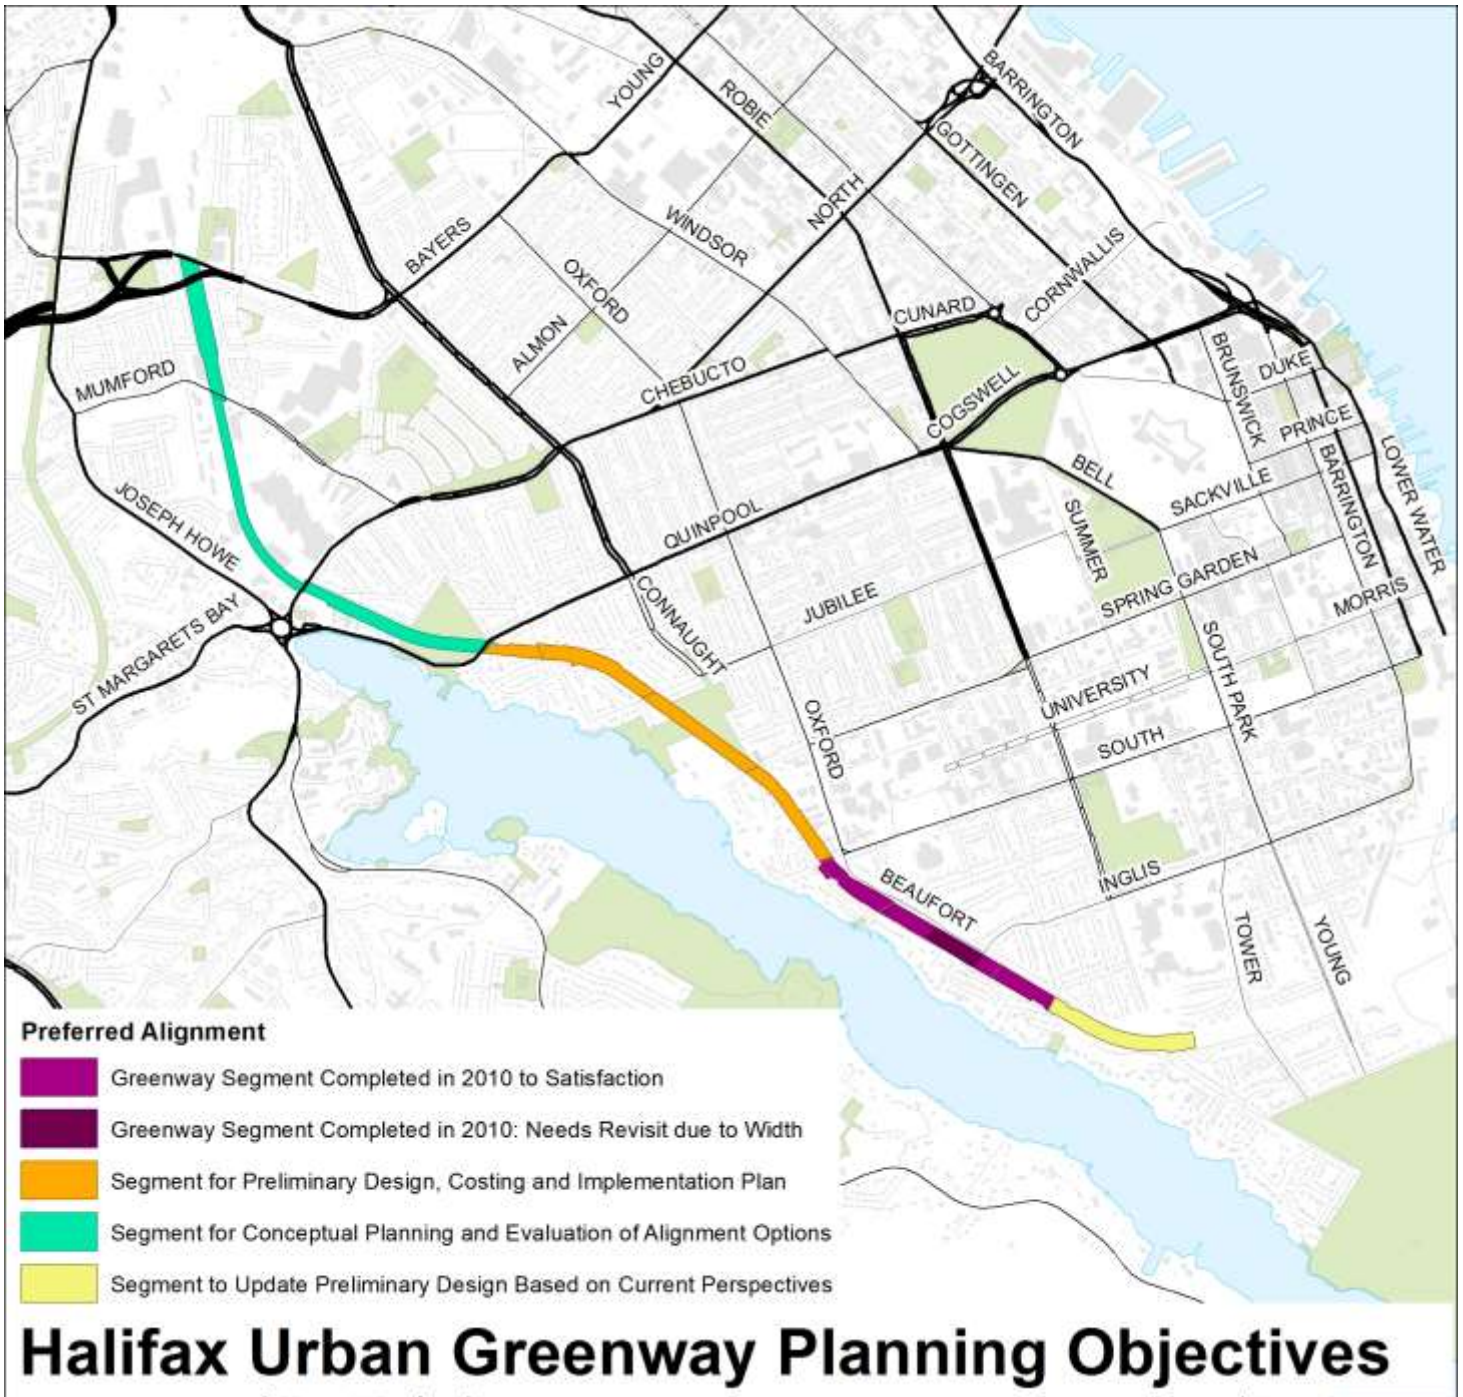 BARRINGTON
YOUNG
ROBIE
GOTTINGEN
NORTH
WINDSOR
BAYERS
CORNWALLIS
OXFORD
CUNARD
ALMON
BRUNSWICK
DUKE
MUMFORD
CHEBUCTO
COGSWELL
PRINCE
LOWER WATER
BELL
BARRINGTON
SACKVILLE
JOSEPH HOWE
QUINPOOL
SUMMER
SPRING GARDEN
CONNAUGHT
JUBILEE
MORRIS
ST MARGARETS BAY
SOUTH PARK
UNIVERSITY
OXFORD
SOUTH
BEAUFORT
INGLIS
TOWER
YOUNG
Preferred Alignment
Greenway Segment Completed in 2010 to Satisfaction
Greenway Segment Completed in 2010: Needs Revisit due to Width
Segment for Preliminary Design, Costing and Implementation Plan
Segment for Conceptual Planning and Evaluation of Alignment Options
Segment to Update Preliminary Design Based on Current Perspectives
Halifax Urban Greenway Planning Objectives